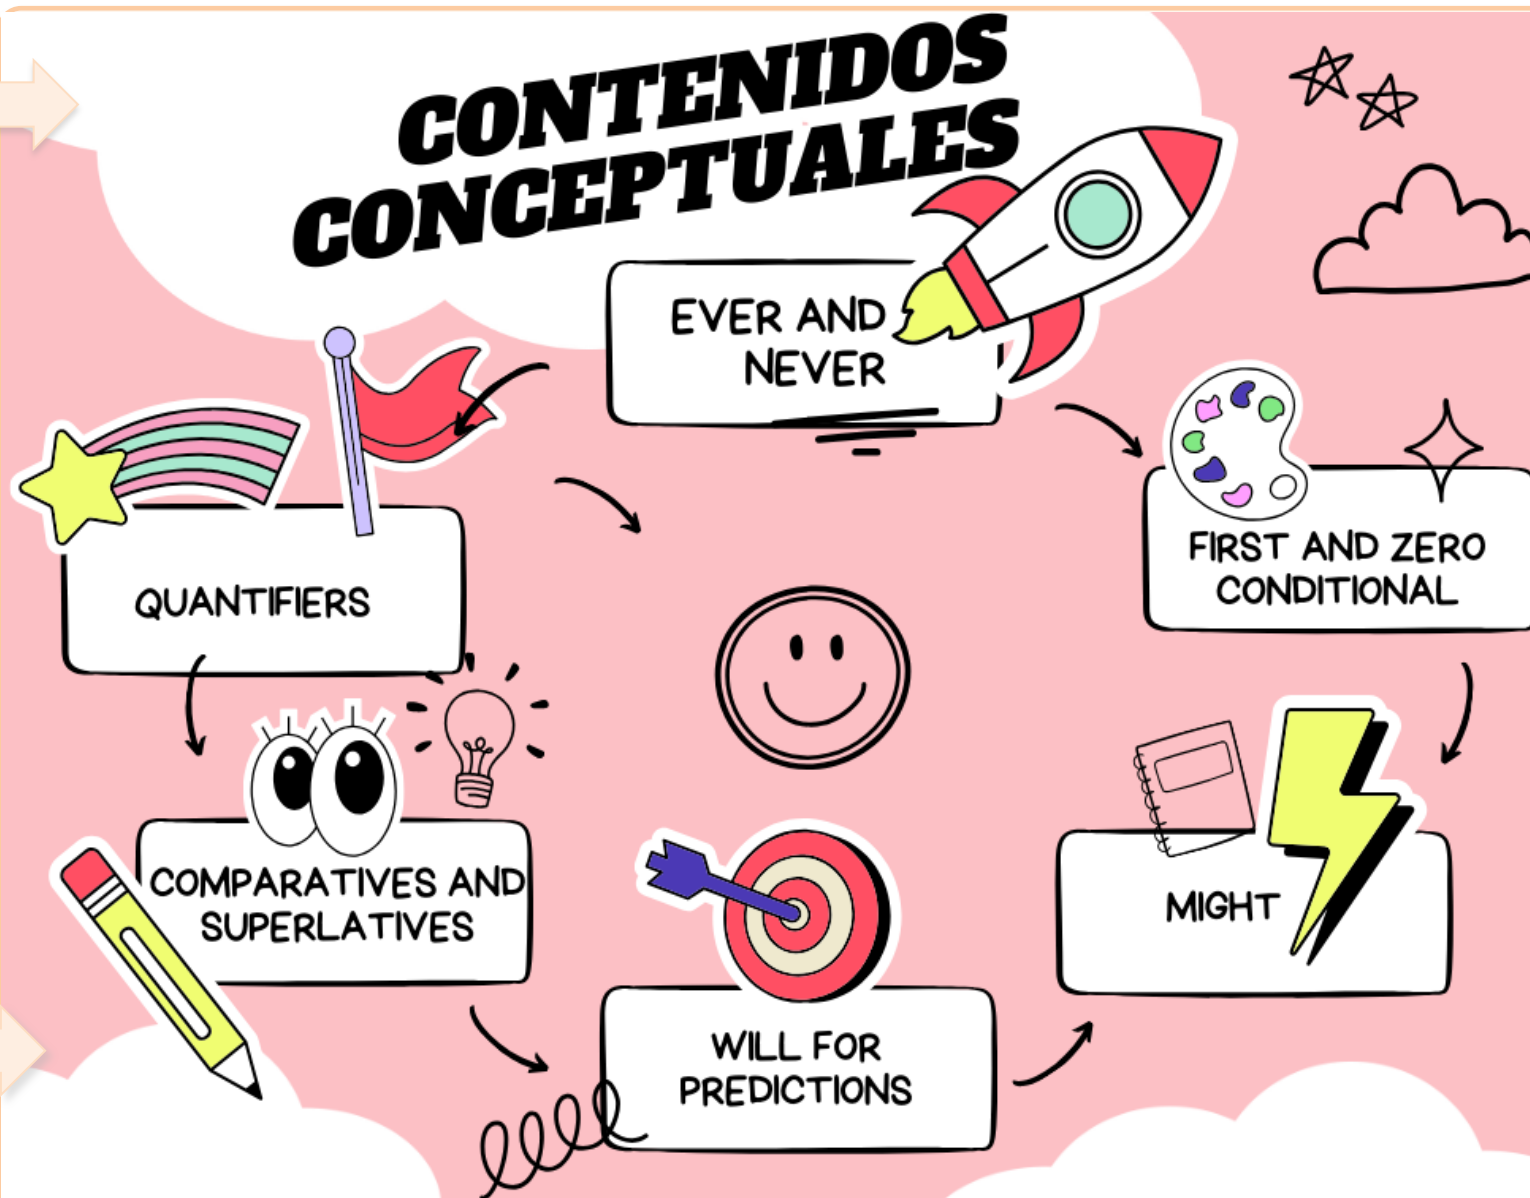 CONTENIDOS
CONCEPTUALES
EVER AND
NEVER
QUANTIFIERS
FIRST AND ZERO
CONDITIONAL
COMPARATIVES AND
SUPERLATIVES
MIGHT
WILL FOR
PREDICTIONS